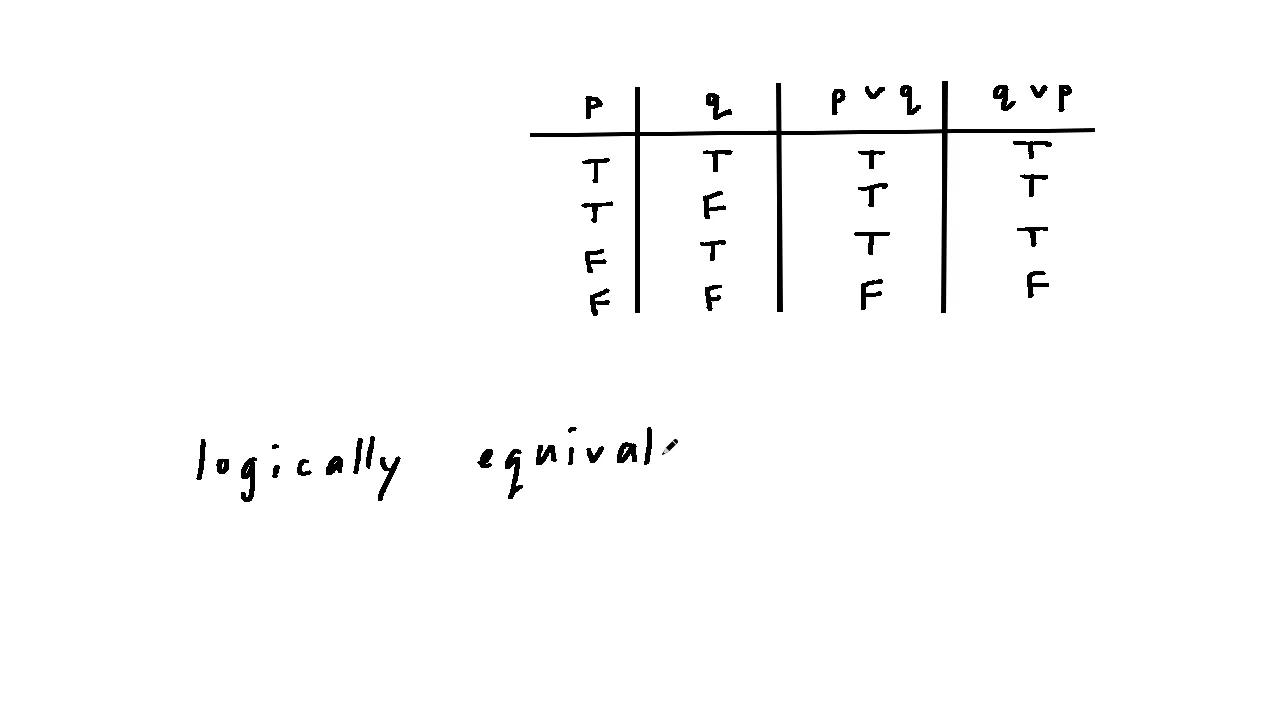 p q p ∨ q q ∨ p
T T T T
T F T T
F T T T
F F F F
logically equival